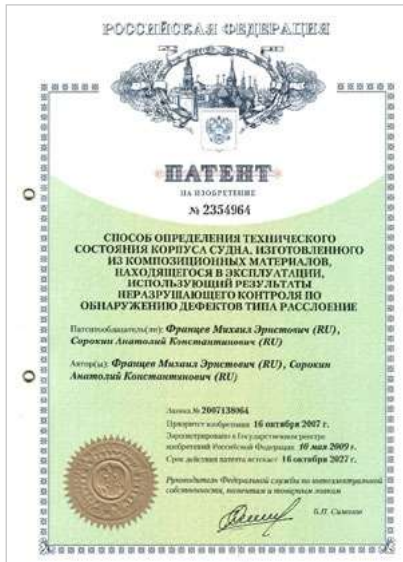 РОССИЙСКАЯ ФЕДЕРАЦИЯ
ПАТЕНТ
НА ИЗОБРЕТЕНИЕ
№ 2354964
СПОСОБ ОПРЕДЕЛЕНИЯ ТЕХНИЧЕСКОГО
СОСТОЯНИЯ КОРПУСА СУДНА, ИЗГОТОВЛЕННОГО
ИЗ КОМПОЗИЦИОННЫХ МАТЕРИАЛОВ,
НАХОДЯЩЕГОСЯ В ЭКСПЛУАТАЦИИ,
ИСПОЛЬЗУЮЩИЙ РЕЗУЛЬТАТЫ
НЕРАЗРУШАЮЩЕГО КОНТРОЛЯ ПО
ОБНАРУЖЕНИЮ ДЕФЕКТОВ ТИПА РАССЛОЕНИЕ
Патентообладатель(ли): Францев Михаил Эрнстович (RU),
Сорокин Анатолий Константинович (RU)
Автор(ы): Францев Михаил Эрнстович (RU), Сорокин
Анатолий Константинович (RU)
Заявка № 2007138064
Приоритет изобретения 16 октября 2007 г.
Зарегистрировано в Государственном реестре
изобретений Российской Федерации 10 мая 2009 г.
Срок действия патента истекает 16 октября 2027 г.
Руководитель Федеральной службы по интеллектуальной
собственности, патентам и товарным знакам
Б.П. Симонов